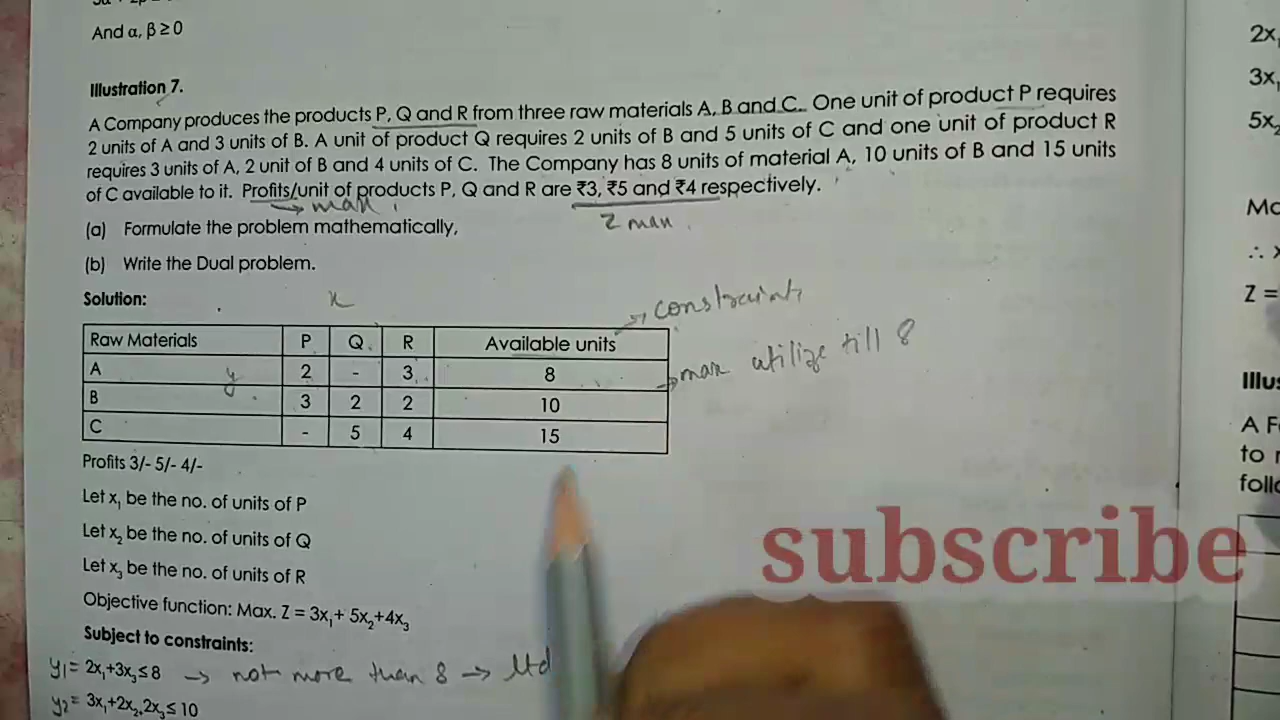 And α, β ≥ 0
2x
3x
5x
Illustration 7.
A Company produces the products P, Q and R from three raw materials A, B and C. One unit of product P requires
2 units of A and 3 units of B. A unit of product Q requires 2 units of B and 5 units of C and one unit of product R
requires 3 units of A, 2 unit of B and 4 units of C. The Company has 8 units of material A, 10 units of B and 15 units
of C available to it. Profits/unit of products P, Q and R are ₹3, ₹5 and ₹4 respectively.
→ max.
Z max.
(a) Formulate the problem mathematically,
(b) Write the Dual problem.
Solution:
x
→ constraints
Raw Materials P Q R Available units
A 2 - 3 8
y
→ max utilize till 8
B 3 2 2 10
C - 5 4 15
Profits 3/- 5/- 4/-
Let x₁ be the no. of units of P
Let x₂ be the no. of units of Q
Let x₃ be the no. of units of R
Objective function: Max. Z = 3x₁+ 5x₂+4x₃
Subject to constraints:
y₁= 2x₁+3x₃≤ 8 → not more than 8 → ltd
y₂= 3x₁+2x₂+2x₃≤ 10
Z =
Illus
A F
to
follo
subscribe